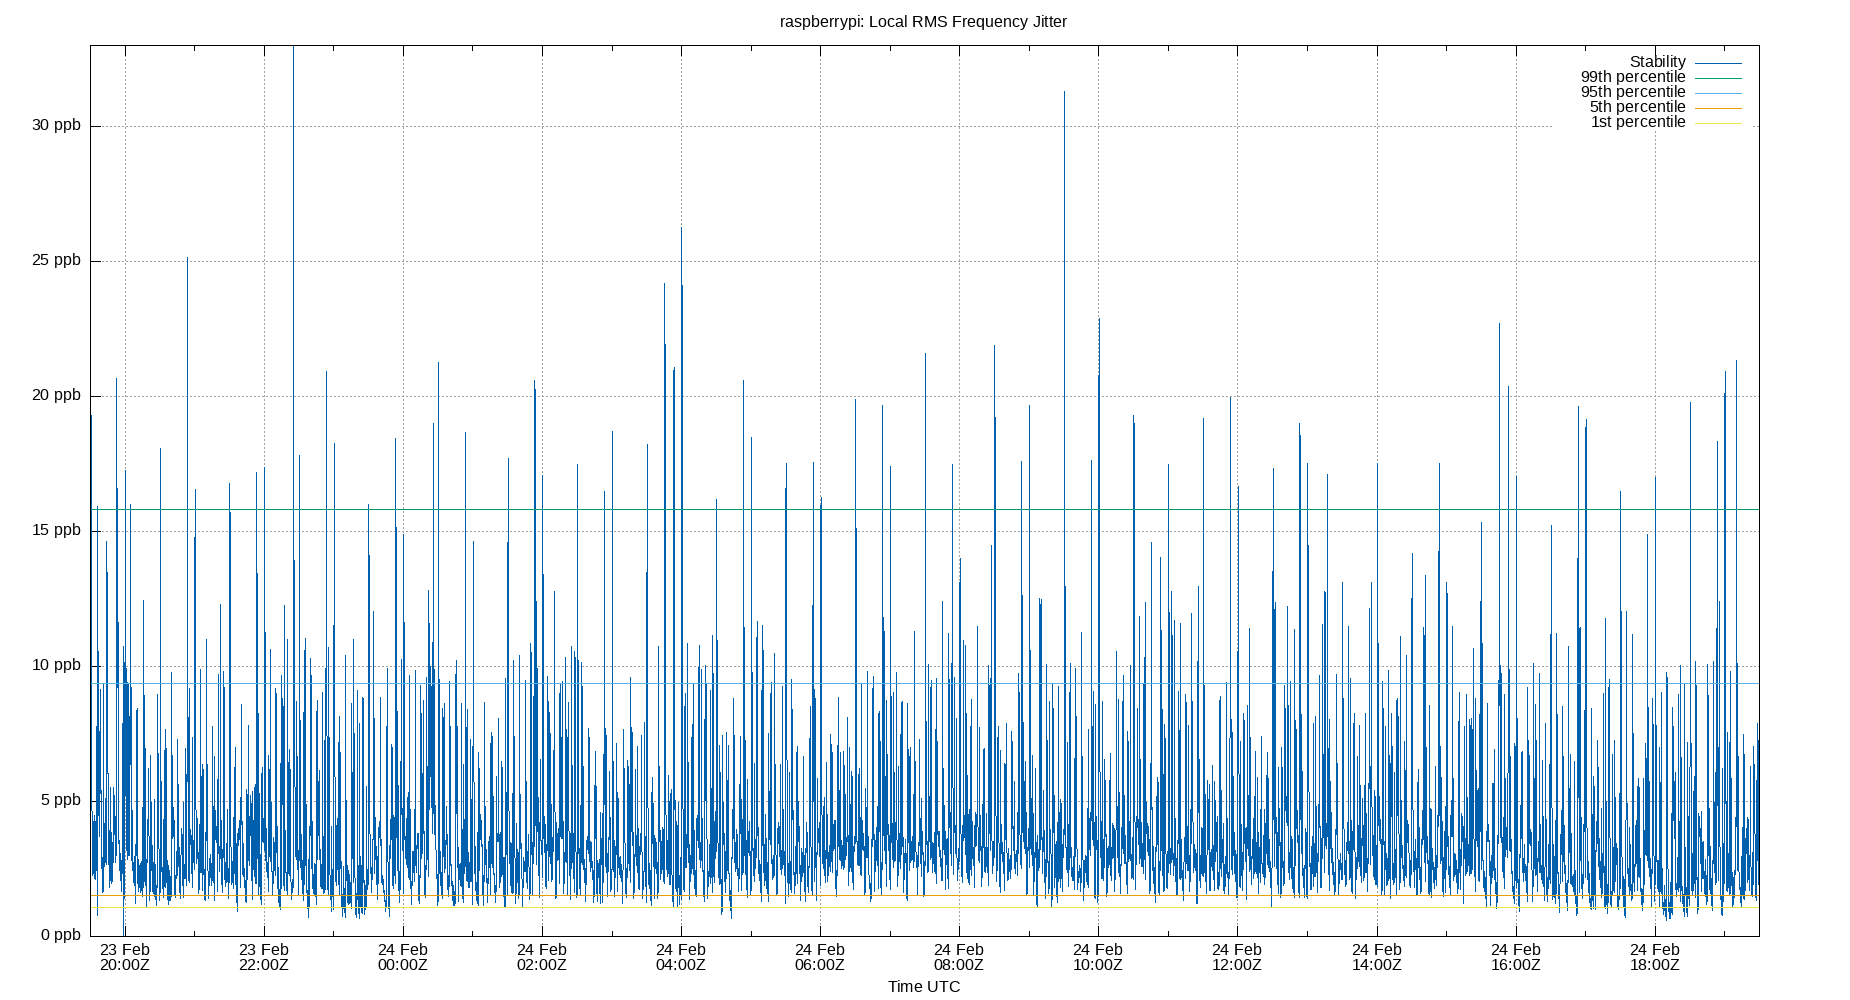 raspberrypi: Local RMS Frequency Jitter
Stability
99th percentile
95th percentile
5th percentile
1st percentile
30 ppb
25 ppb
20 ppb
15 ppb
10 ppb
5 ppb
0 ppb
23 Feb 23 Feb 24 Feb 24 Feb 24 Feb 24 Feb 24 Feb 24 Feb 24 Feb 24 Feb 24 Feb 24 Feb
20:00Z 22:00Z 00:00Z 02:00Z 04:00Z 06:00Z 08:00Z 10:00Z 12:00Z 14:00Z 16:00Z 18:00Z
Time UTC